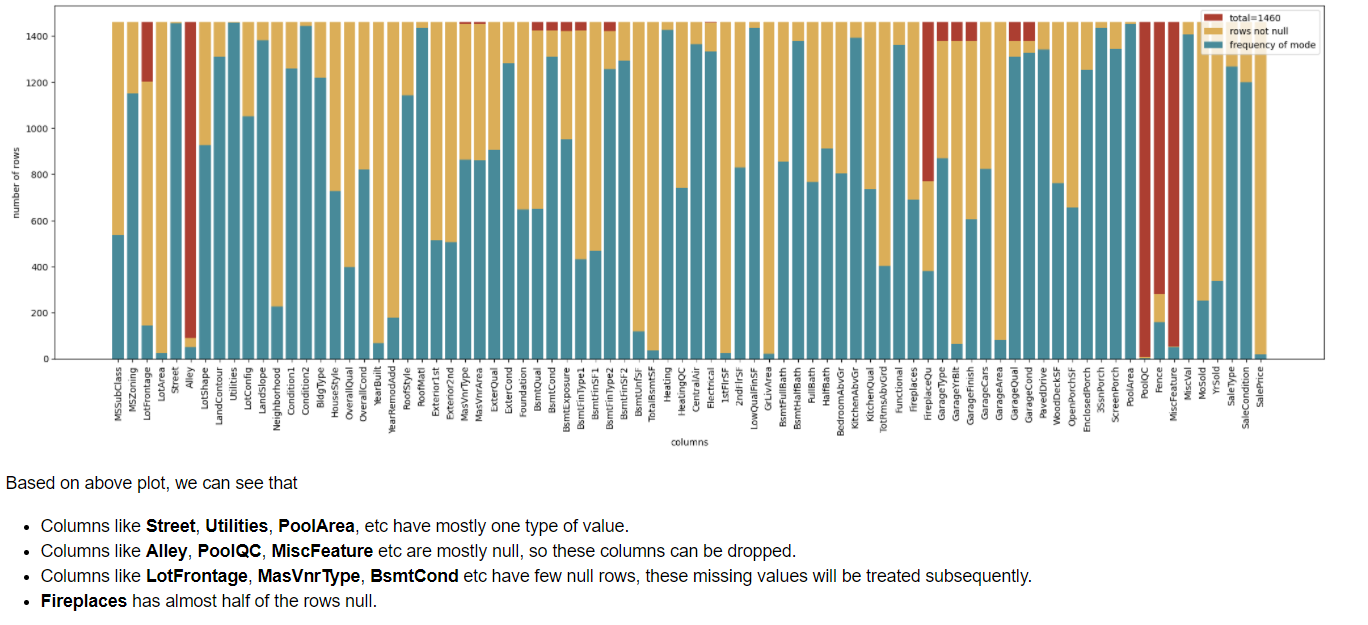 total=1460
rows not null
frequency of mode
1400
1200
1000
800
600
400
200
0
number of rows
MSSubClass
MSZoning
LotFrontage
LotArea
Street
Alley
LotShape
LandContour
Utilities
LotConfig
LandSlope
Neighborhood
Condition1
Condition2
BldgType
HouseStyle
OverallQual
OverallCond
YearBuilt
YearRemodAdd
RoofStyle
RoofMatl
Exterior1st
Exterior2nd
MasVnrType
MasVnrArea
ExterQual
ExterCond
Foundation
BsmtQual
BsmtCond
BsmtExposure
BsmtFinType1
BsmtFinSF1
BsmtFinType2
BsmtFinSF2
BsmtUnfSF
TotalBsmtSF
Heating
HeatingQC
CentralAir
Electrical
1stFlrSF
2ndFlrSF
LowQualFinSF
GrLivArea
BsmtFullBath
BsmtHalfBath
FullBath
HalfBath
BedroomAbvGr
KitchenAbvGr
KitchenQual
TotRmsAbvGrd
Functional
Fireplaces
FireplaceQu
GarageType
GarageYrBlt
GarageFinish
GarageCars
GarageArea
GarageQual
GarageCond
PavedDrive
WoodDeckSF
OpenPorchSF
EnclosedPorch
3SsnPorch
ScreenPorch
PoolArea
PoolQC
Fence
MiscFeature
MiscVal
MoSold
YrSold
SaleType
SaleCondition
SalePrice
columns
Based on above plot, we can see that
• Columns like Street, Utilities, PoolArea, etc have mostly one type of value.
• Columns like Alley, PoolQC, MiscFeature etc are mostly null, so these columns can be dropped.
• Columns like LotFrontage, MasVnrType, BsmtCond etc have few null rows, these missing values will be treated subsequently.
• Fireplaces has almost half of the rows null.